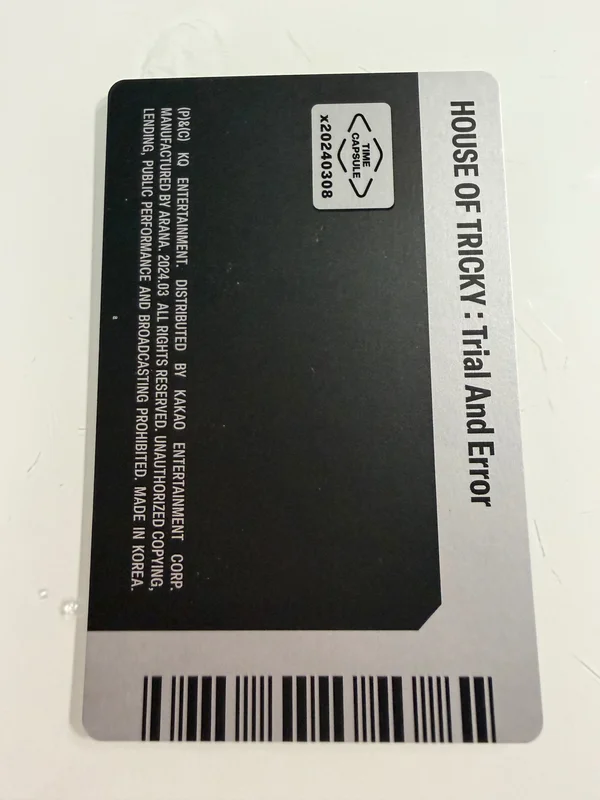 HOUSE OF TRICKY : Trial And Error
TIME
CAPSULE
x20240308
(P)&(C) KQ ENTERTAINMENT. DISTRIBUTED BY KAKAO ENTERTAINMENT CORP.
MANUFACTURED BY ARANA. 2024.03 ALL RIGHTS RESERVED. UNAUTHORIZED COPYING,
LENDING, PUBLIC PERFORMANCE AND BROADCASTING PROHIBITED. MADE IN KOREA.